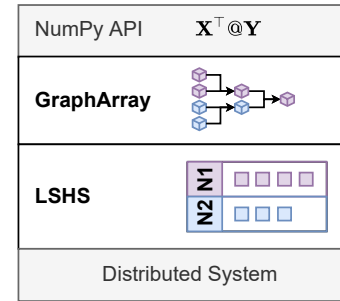 NumPy API X⊤@Y
GraphArray
LSHS
N1
N2
Distributed System